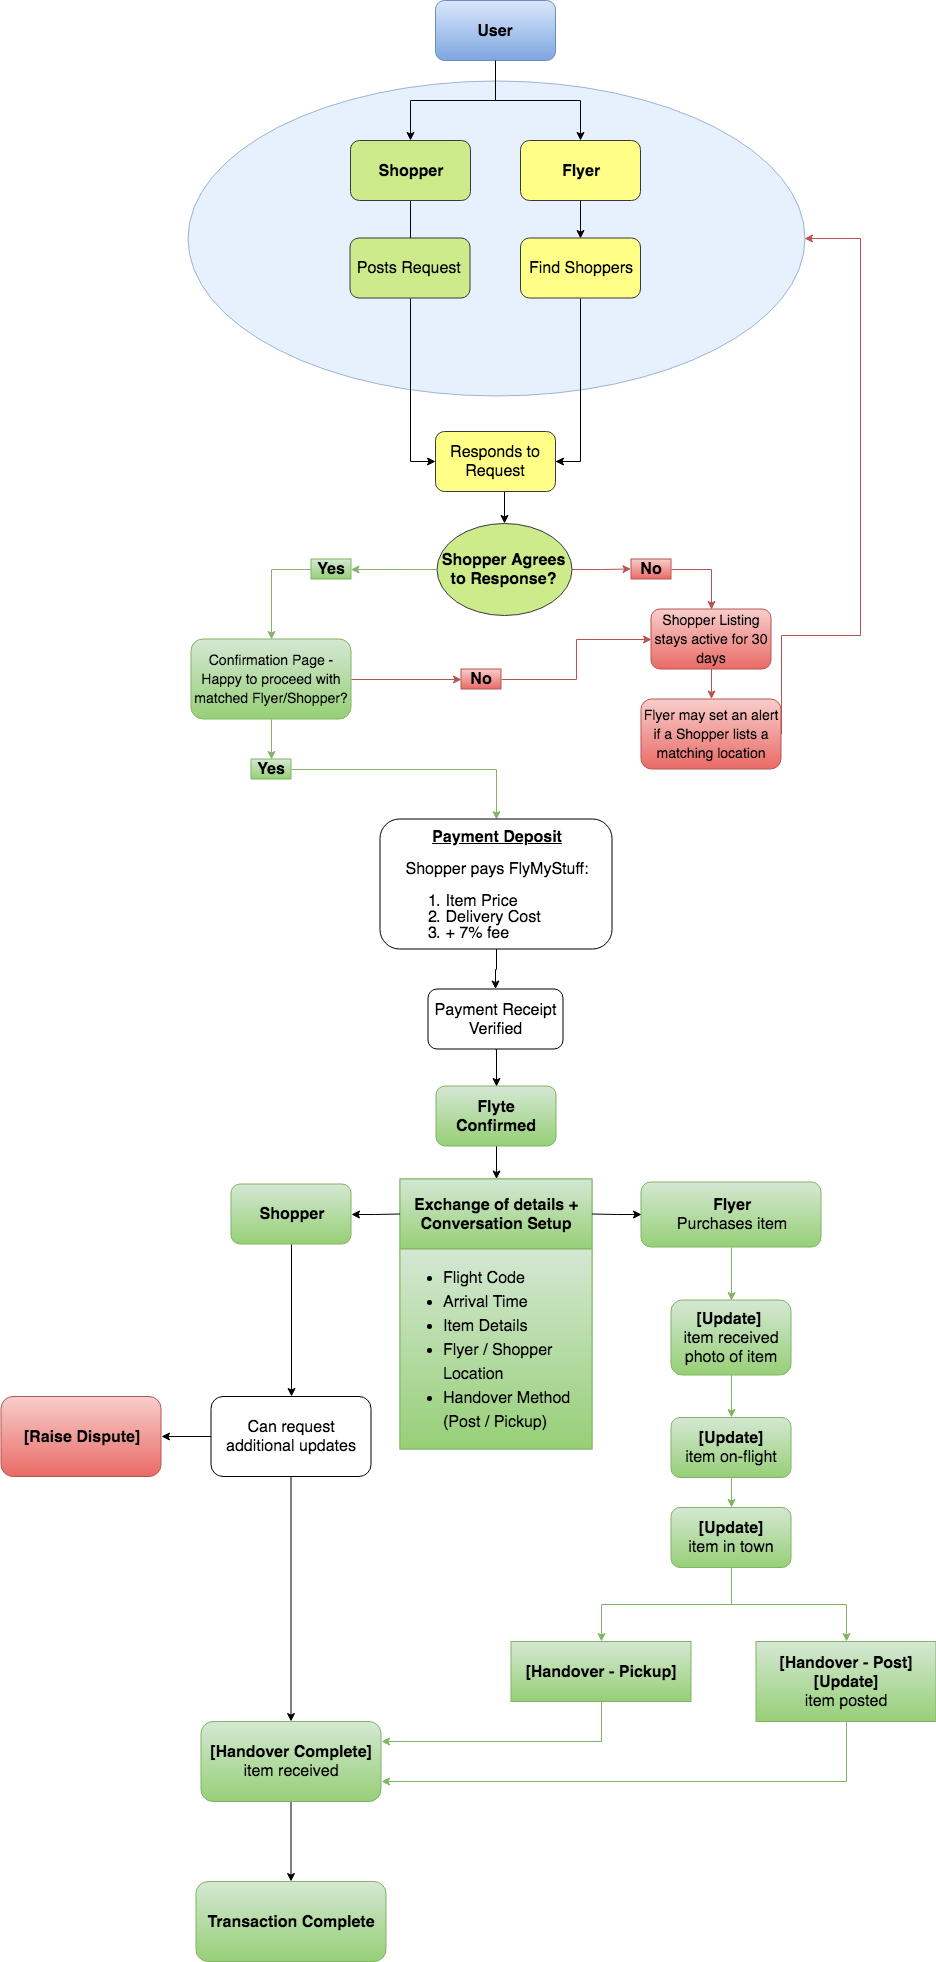 User
Shopper
Flyer
Posts Request
Find Shoppers
Responds to
Request
Shopper Agrees
to Response?
Yes
No
Shopper Listing
stays active for 30
days
Confirmation Page -
Happy to proceed with
matched Flyer/Shopper?
No
Flyer may set an alert
if a Shopper lists a
matching location
Yes
Payment Deposit
Shopper pays FlyMyStuff:
1. Item Price
2. Delivery Cost
3. + 7% fee
Payment Receipt
Verified
Flyte
Confirmed
Shopper
Exchange of details +
Conversation Setup
Flyer
Purchases item
• Flight Code
• Arrival Time
• Item Details
• Flyer / Shopper
Location
• Handover Method
(Post / Pickup)
[Update]
item received
photo of item
[Raise Dispute]
Can request
additional updates
[Update]
item on-flight
[Update]
item in town
[Handover - Pickup]
[Handover - Post]
[Update]
item posted
[Handover Complete]
item received
Transaction Complete